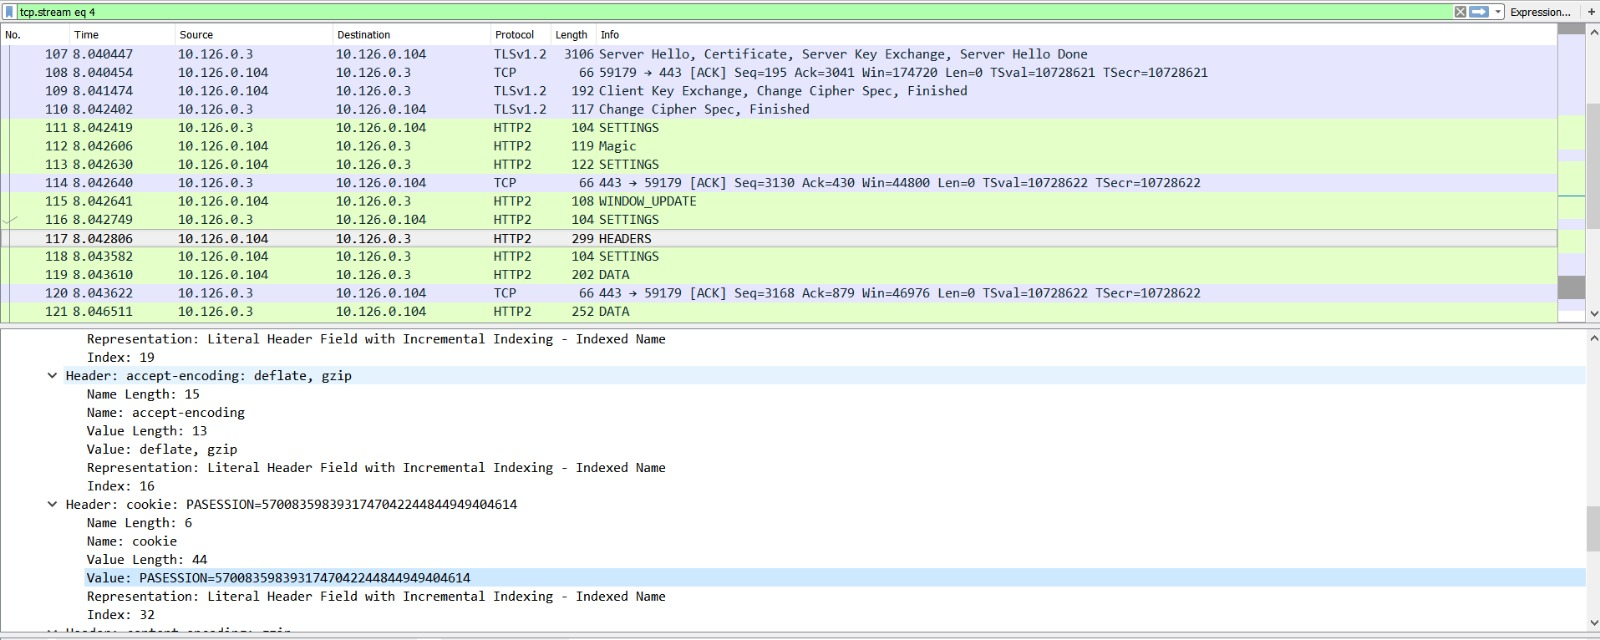 tcp.stream eq 4 Expression... +
No. Time Source Destination Protocol Length Info
107 8.040447 10.126.0.3 10.126.0.104 TLSv1.2 3106 Server Hello, Certificate, Server Key Exchange, Server Hello Done
108 8.040454 10.126.0.104 10.126.0.3 TCP 66 59179 → 443 [ACK] Seq=195 Ack=3041 Win=174720 Len=0 TSval=10728621 TSecr=10728621
109 8.041474 10.126.0.104 10.126.0.3 TLSv1.2 192 Client Key Exchange, Change Cipher Spec, Finished
110 8.042402 10.126.0.3 10.126.0.104 TLSv1.2 117 Change Cipher Spec, Finished
111 8.042419 10.126.0.3 10.126.0.104 HTTP2 104 SETTINGS
112 8.042606 10.126.0.104 10.126.0.3 HTTP2 119 Magic
113 8.042630 10.126.0.104 10.126.0.3 HTTP2 122 SETTINGS
114 8.042640 10.126.0.3 10.126.0.104 TCP 66 443 → 59179 [ACK] Seq=3130 Ack=430 Win=44800 Len=0 TSval=10728622 TSecr=10728622
115 8.042641 10.126.0.104 10.126.0.3 HTTP2 108 WINDOW_UPDATE
116 8.042749 10.126.0.3 10.126.0.104 HTTP2 104 SETTINGS
117 8.042806 10.126.0.104 10.126.0.3 HTTP2 299 HEADERS
118 8.043582 10.126.0.104 10.126.0.3 HTTP2 104 SETTINGS
119 8.043610 10.126.0.104 10.126.0.3 HTTP2 202 DATA
120 8.043622 10.126.0.3 10.126.0.104 TCP 66 443 → 59179 [ACK] Seq=3168 Ack=879 Win=46976 Len=0 TSval=10728622 TSecr=10728622
121 8.046511 10.126.0.3 10.126.0.104 HTTP2 252 DATA
Representation: Literal Header Field with Incremental Indexing - Indexed Name
Index: 19
Header: accept-encoding: deflate, gzip
Name Length: 15
Name: accept-encoding
Value Length: 13
Value: deflate, gzip
Representation: Literal Header Field with Incremental Indexing - Indexed Name
Index: 16
Header: cookie: PASESSION=5700835983931747042244844949404614
Name Length: 6
Name: cookie
Value Length: 44
Value: PASESSION=5700835983931747042244844949404614
Representation: Literal Header Field with Incremental Indexing - Indexed Name
Index: 32